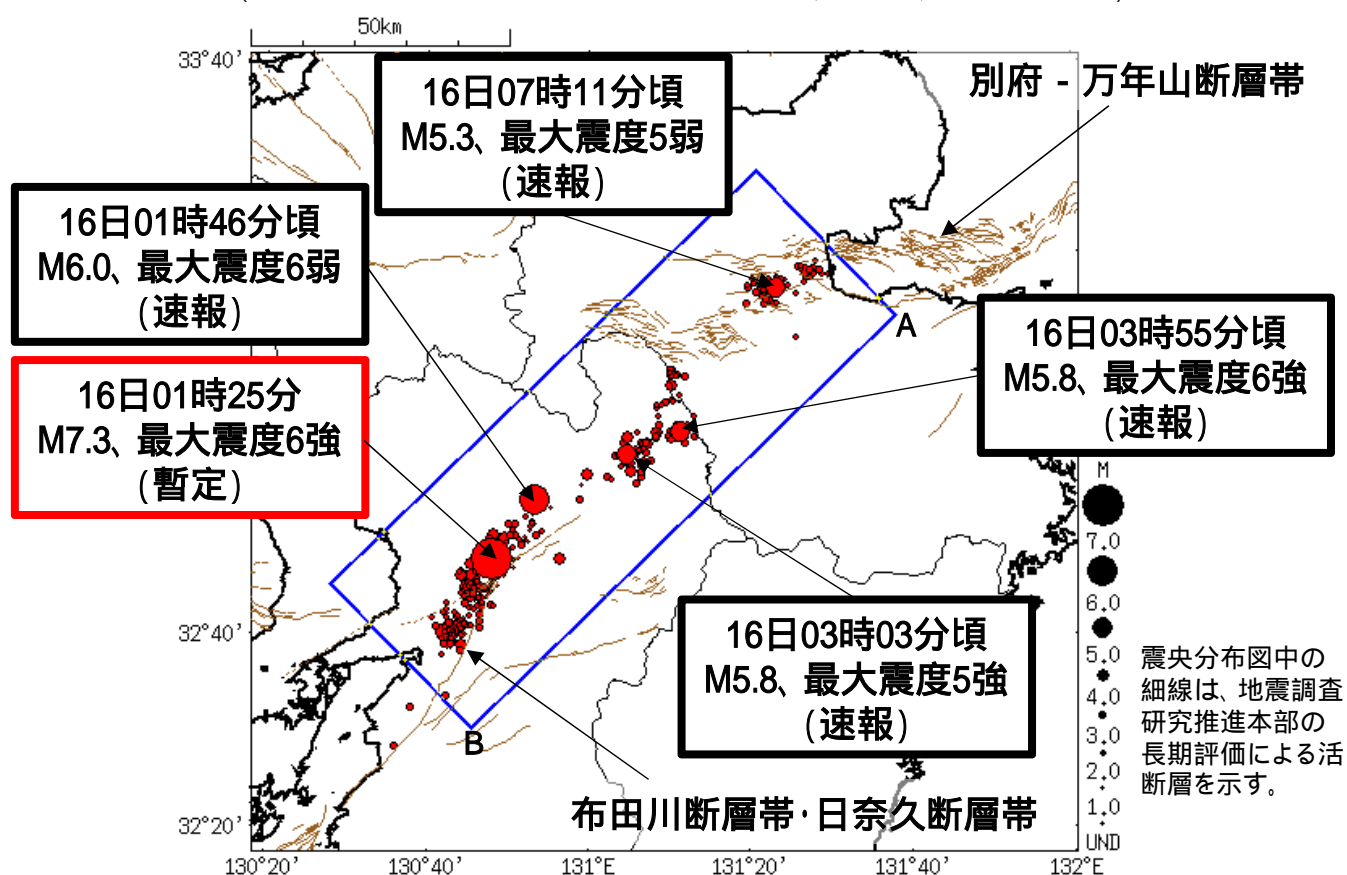 50km
33°40'
16日07時11分頃
M5.3、最大震度5弱
(速報)
別府 - 万年山断層帯
16日01時46分頃
M6.0、最大震度6弱
(速報)
A
16日03時55分頃
M5.8、最大震度6強
(速報)
16日01時25分
M7.3、最大震度6強
(暫定)
M
7.0
6.0
5.0
4.0
3.0
2.0
1.0
UND
32°40'
16日03時03分頃
M5.8、最大震度5強
(速報)
震央分布図中の
細線は、地震調査
研究推進本部の
長期評価による活
断層を示す。
B
布田川断層帯・日奈久断層帯
32°20'
130°20'
130°40'
131°E
131°20'
131°40'
132°E